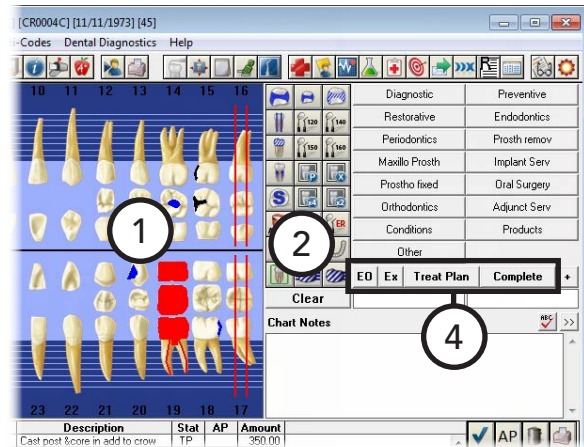 [CR0004C] [11/11/1973] [45]
i-Codes Dental Diagnostics Help
10 11 12 13 14 15 16
Diagnostic Preventive
120 140
Restorative Endodontics
150 160
Periodontics Prosth remov
P X
Maxillo Prosth Implant Serv
Prostho fixed Oral Surgery
S x4 x2
Orthodontics Adjunct Serv
1 2
ER
Conditions Products
Other
EO Ex Treat Plan Complete +
Clear
4
Chart Notes ABC >>
23 22 21 20 19 18 17
Description Stat AP Amount
Cast post &core in add to crow TP 350.00
AP